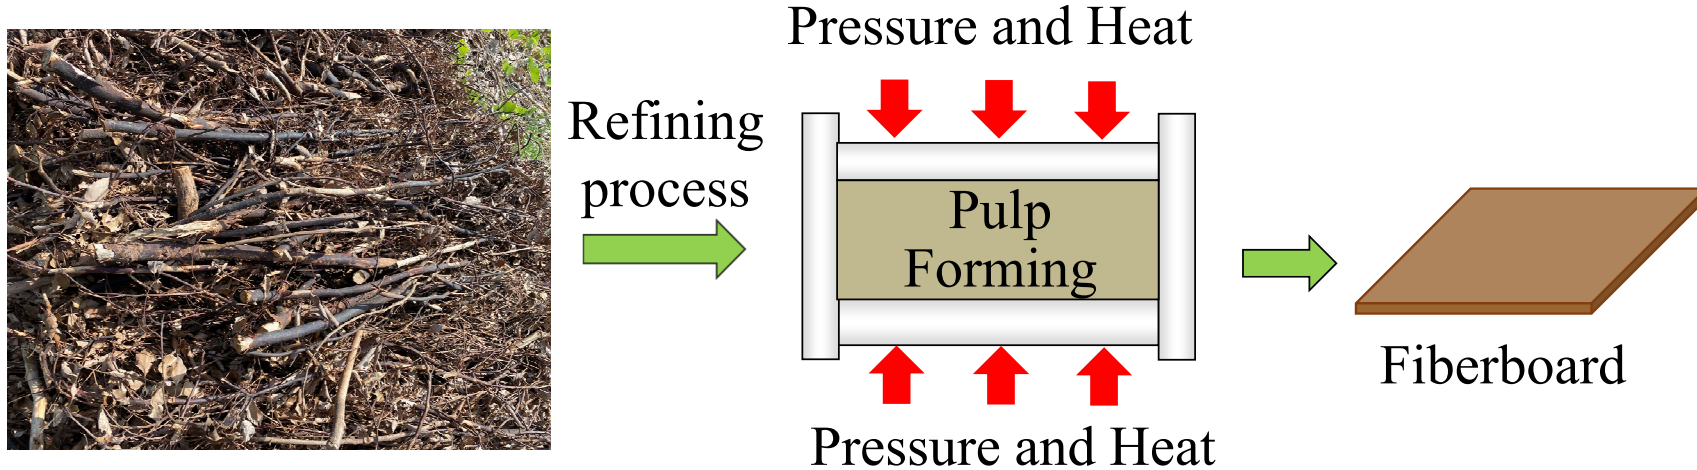 Pressure and Heat
Refining
process
Pulp
Forming
Fiberboard
Pressure and Heat